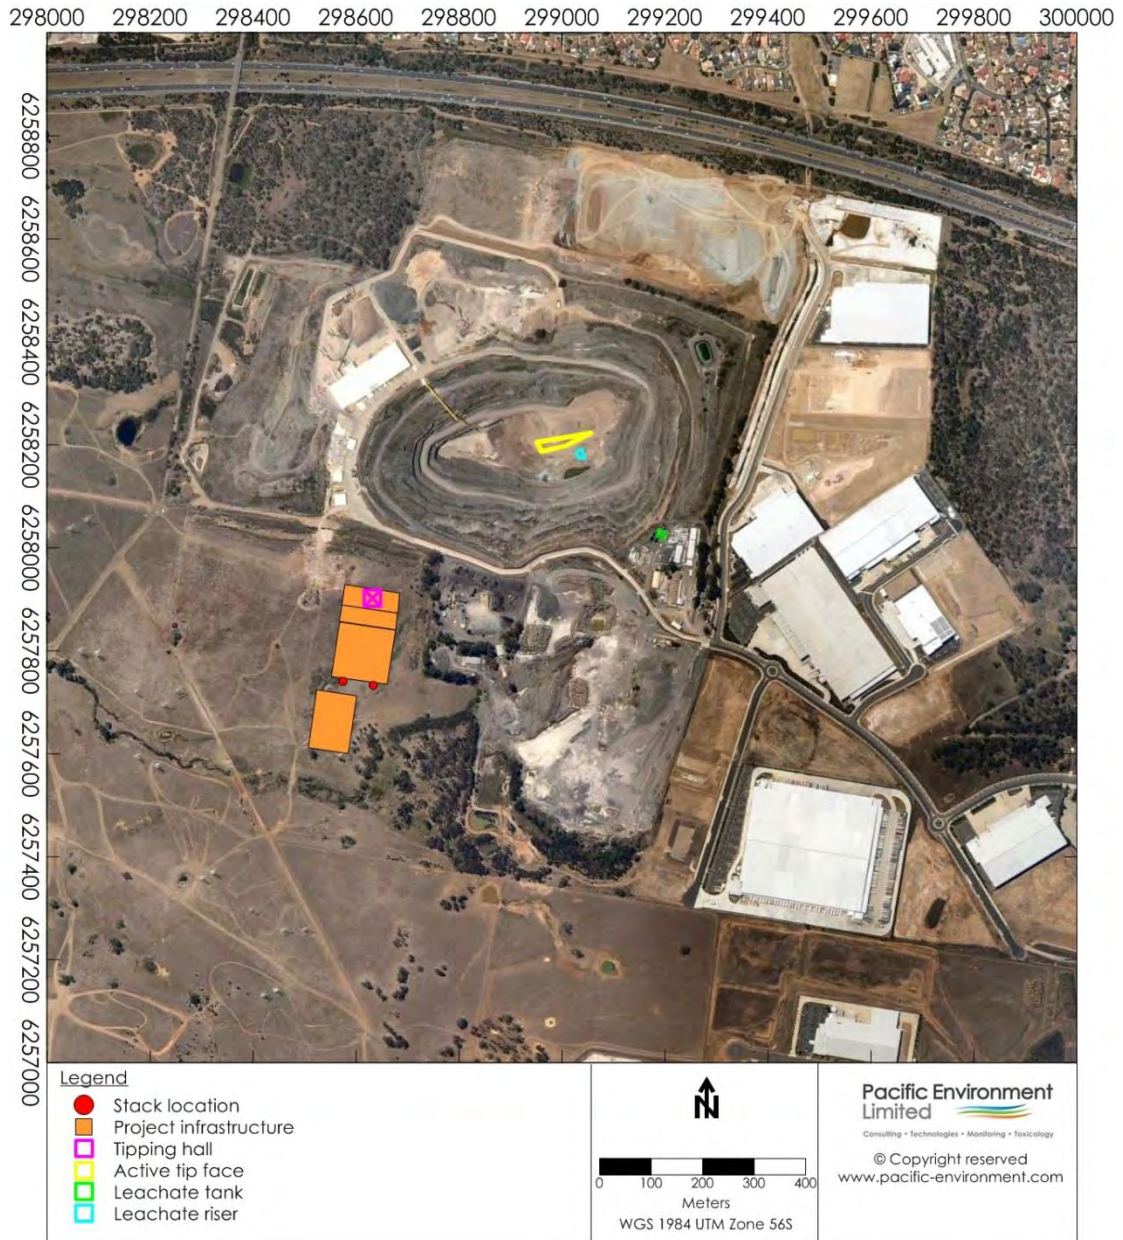 298000 298200 298400 298600 298800 299000 299200 299400 299600 299800 300000
6258800
6258600
6258400
6258200
6258000
6257800
6257600
6257400
6257200
6257000
Legend
Stack location
Project infrastructure
Tipping hall
Active tip face
Leachate tank
Leachate riser
N
0 100 200 300 400
Meters
WGS 1984 UTM Zone 56S
Pacific Environment
Limited
Consulting • Technologies • Monitoring • Toxicology
© Copyright reserved
www.pacific-environment.com